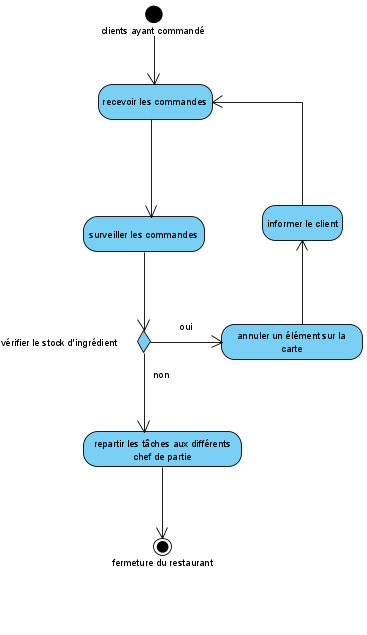 clients ayant commandé
recevoir les commandes
surveiller les commandes
informer le client
vérifier le stock d'ingrédient
oui
annuler un élément sur la
carte
non
repartir les tâches aux différents
chef de partie
fermeture du restaurant